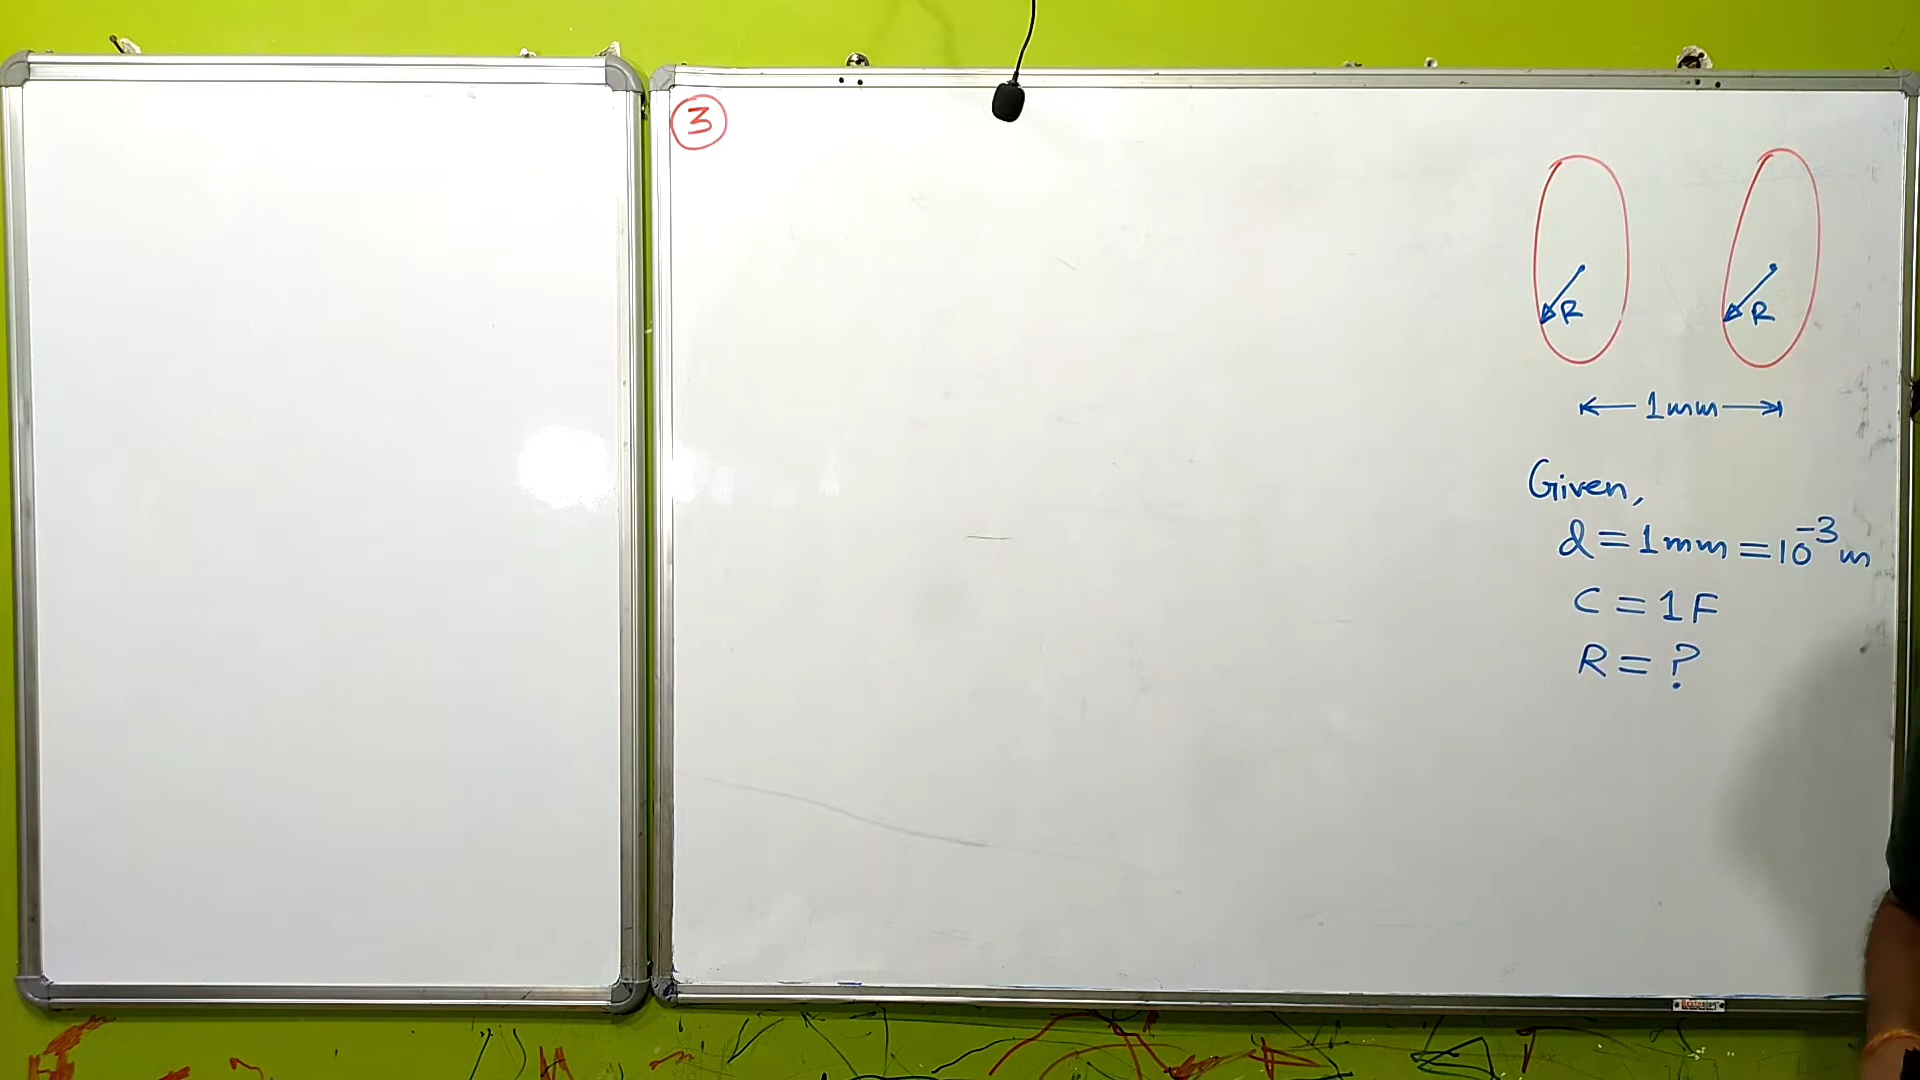 3
R
R
1mm
Given,
d = 1mm = 10⁻³ m
C = 1F
R = ?